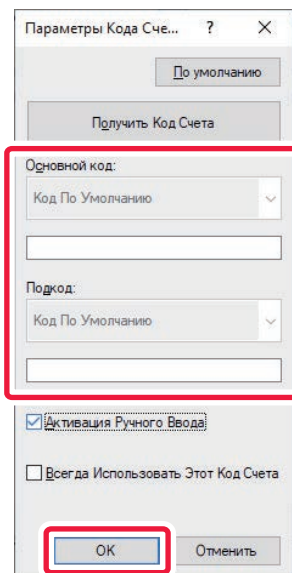 Параметры Кода Сче... ? ×
По умолчанию
Получить Код Счета
Основной код:
Код По Умолчанию
Подкод:
Код По Умолчанию
Активация Ручного Ввода
Всегда Использовать Этот Код Счета
OK Отменить